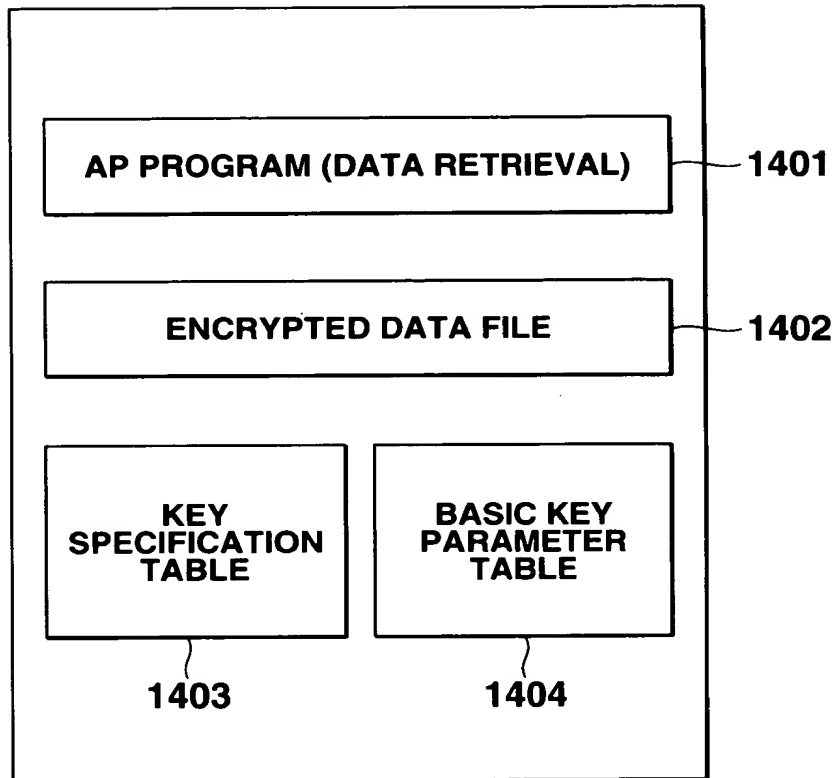 AP PROGRAM (DATA RETRIEVAL)
1401
ENCRYPTED DATA FILE
1402
KEY
SPECIFICATION
TABLE
BASIC KEY
PARAMETER
TABLE
1403
1404